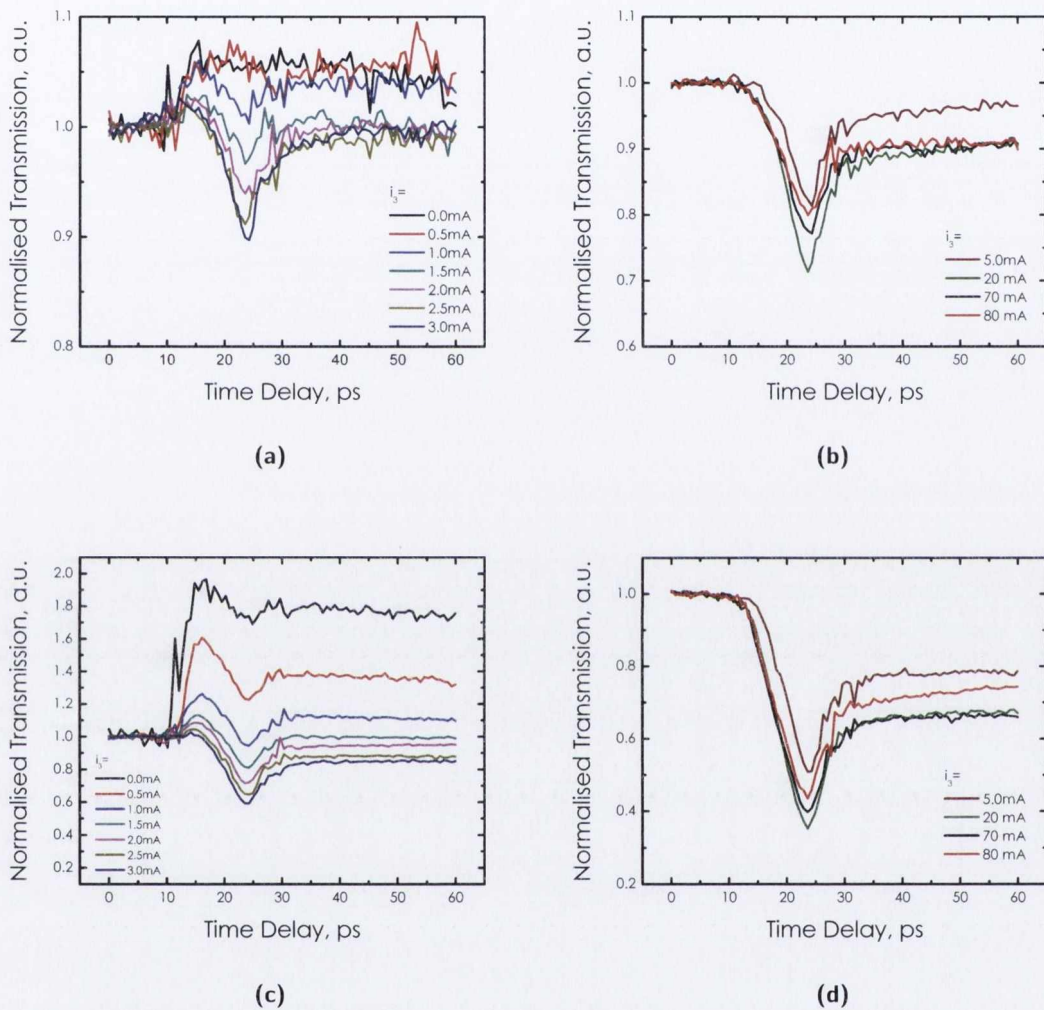 1.1
1.0
0.9
0.8
Normalised Transmission, a.u.
i3=
0.0mA
0.5mA
1.0mA
1.5mA
2.0mA
2.5mA
3.0mA
0 10 20 30 40 50 60
Time Delay, ps
(a)
1.1
1.0
0.9
0.8
0.7
0.6
Normalised Transmission, a.u.
i3=
5.0mA
20 mA
70 mA
80 mA
0 10 20 30 40 50 60
Time Delay, ps
(b)
2.0
1.8
1.6
1.4
1.2
1.0
0.8
0.6
0.4
0.2
Normalised Transmission, a.u.
i3=
0.0mA
0.5mA
1.0mA
1.5mA
2.0mA
2.5mA
3.0mA
0 10 20 30 40 50 60
Time Delay, ps
(c)
1.0
0.8
0.6
0.4
0.2
Normalised Transmission, a.u.
i3=
5.0mA
20 mA
70 mA
80 mA
0 10 20 30 40 50 60
Time Delay, ps
(d)